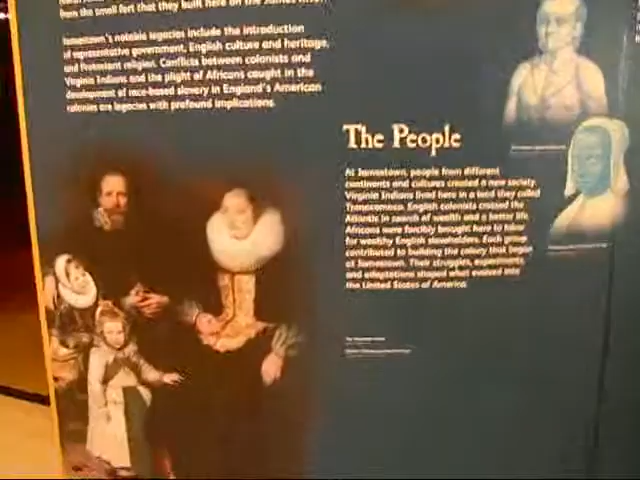 from the small fort that they built here on the James
Jamestown's notable legacies include the introduction
of representative government, English culture and heritage,
and Protestant religion. Conflicts between colonists and
Virginia Indians and the plight of Africans caught in the
development of race-based slavery in England's American
colonies are legacies with profound implications.
The People
At Jamestown, people from different
continents and cultures created a new society.
Virginia Indians lived here in a land they called
Tsenacomoco. English colonists crossed the
Atlantic in search of wealth and a better life.
Africans were forcibly brought here to labor
for wealthy English slaveholders. Each group
contributed to building the colony that began
at Jamestown. Their struggles, experiences
and adaptations shaped what evolved into
the United States of America.